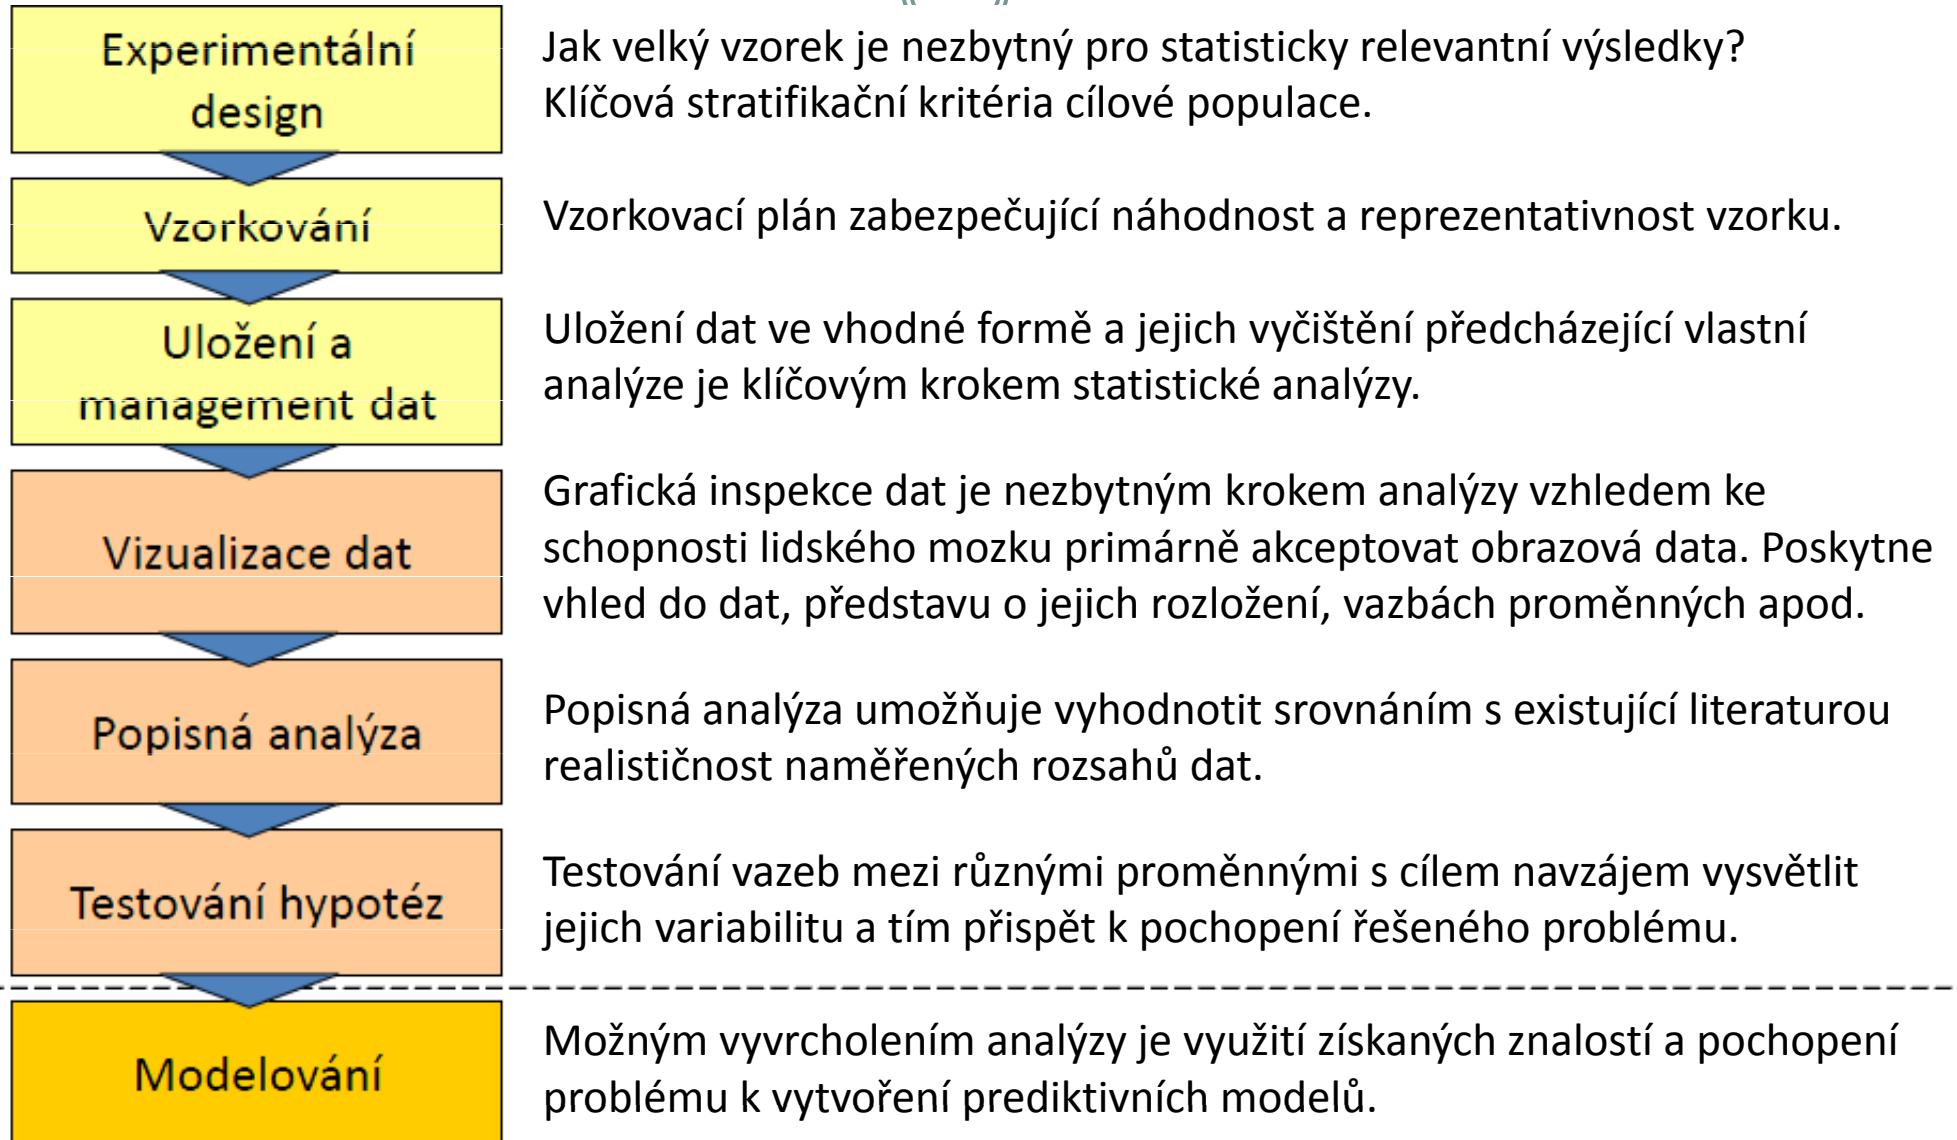 Experimentální
design
Jak velký vzorek je nezbytný pro statisticky relevantní výsledky?
Klíčová stratifikační kritéria cílové populace.
Vzorkování
Vzorkovací plán zabezpečující náhodnost a reprezentativnost vzorku.
Uložení a
management dat
Uložení dat ve vhodné formě a jejich vyčištění předcházející vlastní
analýze je klíčovým krokem statistické analýzy.
Vizualizace dat
Grafická inspekce dat je nezbytným krokem analýzy vzhledem ke
schopnosti lidského mozku primárně akceptovat obrazová data. Poskytne
vhled do dat, představu o jejich rozložení, vazbách proměnných apod.
Popisná analýza
Popisná analýza umožňuje vyhodnotit srovnáním s existující literaturou
realističnost naměřených rozsahů dat.
Testování hypotéz
Testování vazeb mezi různými proměnnými s cílem navzájem vysvětlit
jejich variabilitu a tím přispět k pochopení řešeného problému.
Modelování
Možným vyvrcholením analýzy je využití získaných znalostí a pochopení
problému k vytvoření prediktivních modelů.